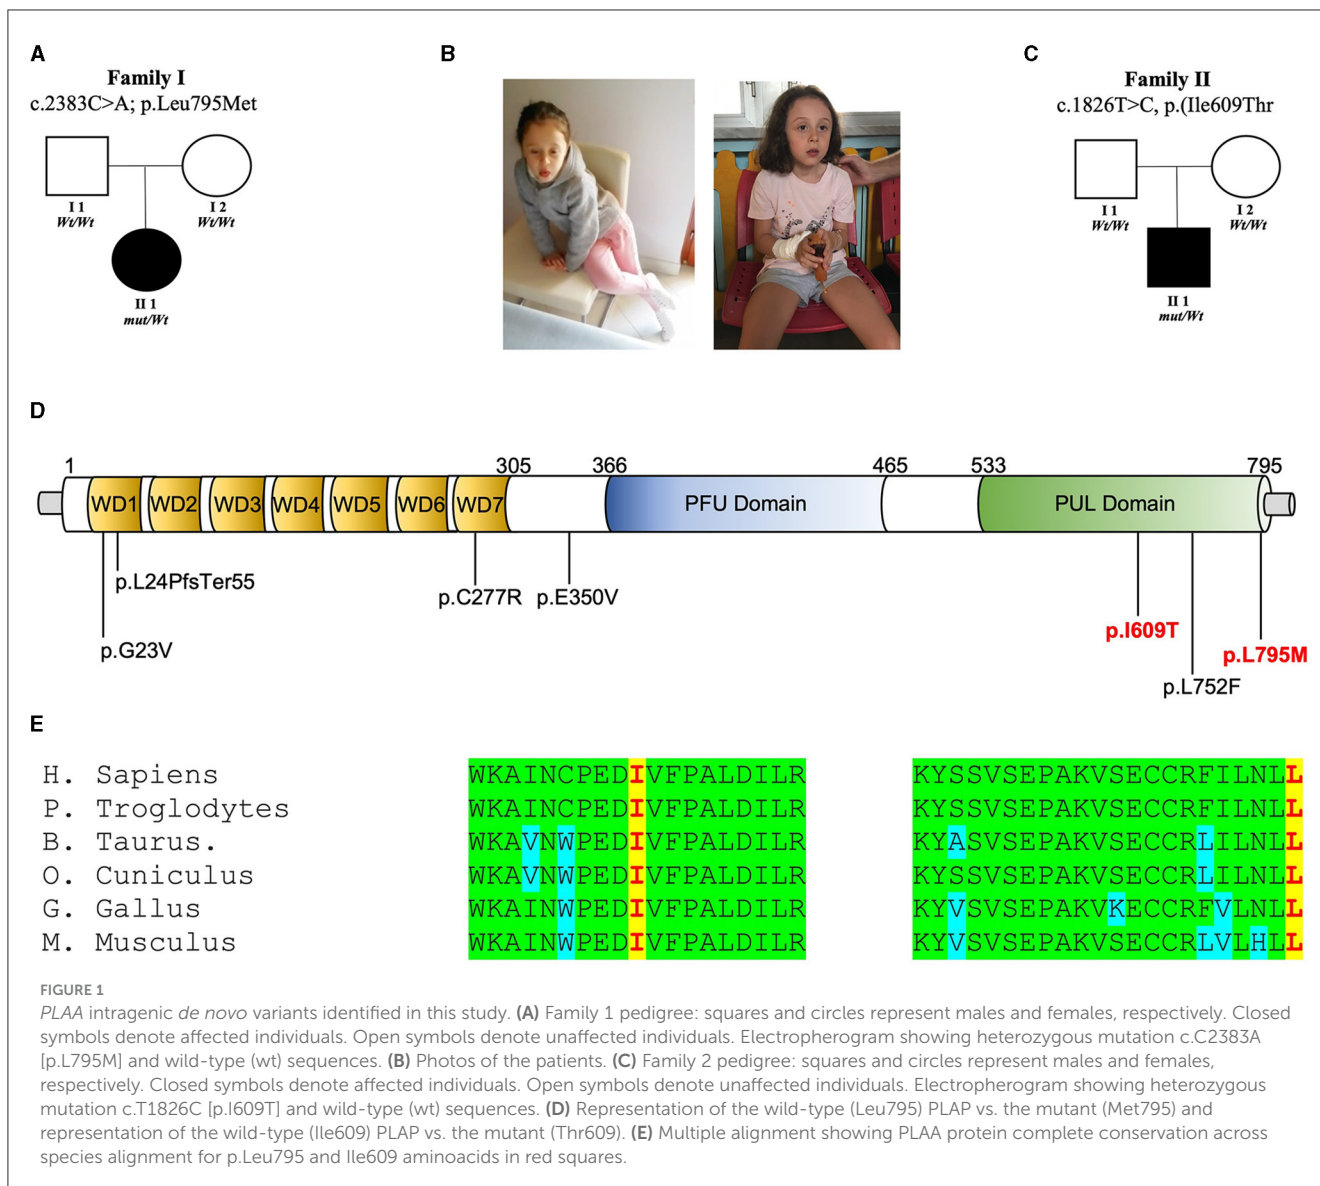 A
Family I
c.2383C>A; p.Leu795Met
I 1
Wt/Wt
I 2
Wt/Wt
II 1
mut/Wt
B
C
Family II
c.1826T>C, p.(Ile609Thr
I 1
Wt/Wt
I 2
Wt/Wt
II 1
mut/Wt
D
1 305 366 465 533 795
WD1 WD2 WD3 WD4 WD5 WD6 WD7 PFU Domain PUL Domain
p.L24PfsTer55
p.C277R p.E350V
p.G23V
p.I609T
p.L795M
p.L752F
E
H. Sapiens WKAINCPEDIVFPALDILR KYSSVSEPAKVSECCRFILNLL
P. Troglodytes WKAINCPEDIVFPALDILR KYSSVSEPAKVSECCRFILNLL
B. Taurus. WKAVNWPEDIVFPALDILR KYASVSEPAKVSECCRLILNLL
O. Cuniculus WKAVNWPEDIVFPALDILR KYSSVSEPAKVSECCRLILNLL
G. Gallus WKAINWPEDIVFPALDILR KYVSVSEPAKVKECCRFVLNLL
M. Musculus WKAINWPEDIVFPALDILR KYVSVSEPAKVSECCRLVLHLL
FIGURE 1
PLAA intragenic de novo variants identified in this study. (A) Family 1 pedigree: squares and circles represent males and females, respectively. Closed
symbols denote affected individuals. Open symbols denote unaffected individuals. Electropherogram showing heterozygous mutation c.C2383A
[p.L795M] and wild-type (wt) sequences. (B) Photos of the patients. (C) Family 2 pedigree: squares and circles represent males and females,
respectively. Closed symbols denote affected individuals. Open symbols denote unaffected individuals. Electropherogram showing heterozygous
mutation c.T1826C [p.I609T] and wild-type (wt) sequences. (D) Representation of the wild-type (Leu795) PLAP vs. the mutant (Met795) and
representation of the wild-type (Ile609) PLAP vs. the mutant (Thr609). (E) Multiple alignment showing PLAA protein complete conservation across
species alignment for p.Leu795 and Ile609 aminoacids in red squares.